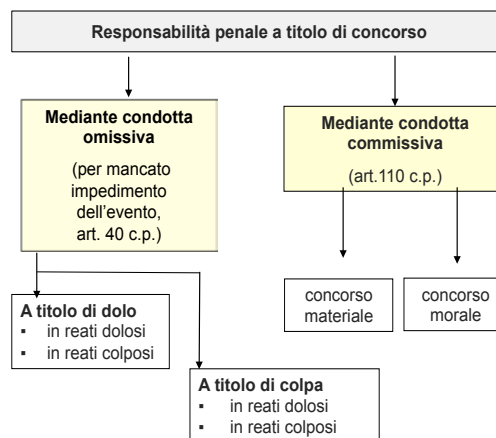 Responsabilità penale a titolo di concorso
Mediante condotta
omissiva
(per mancato
impedimento
dell'evento,
art. 40 c.p.)
Mediante condotta
commissiva
(art.110 c.p.)
concorso
materiale
concorso
morale
A titolo di dolo
▪ in reati dolosi
▪ in reati colposi
A titolo di colpa
▪ in reati dolosi
▪ in reati colposi